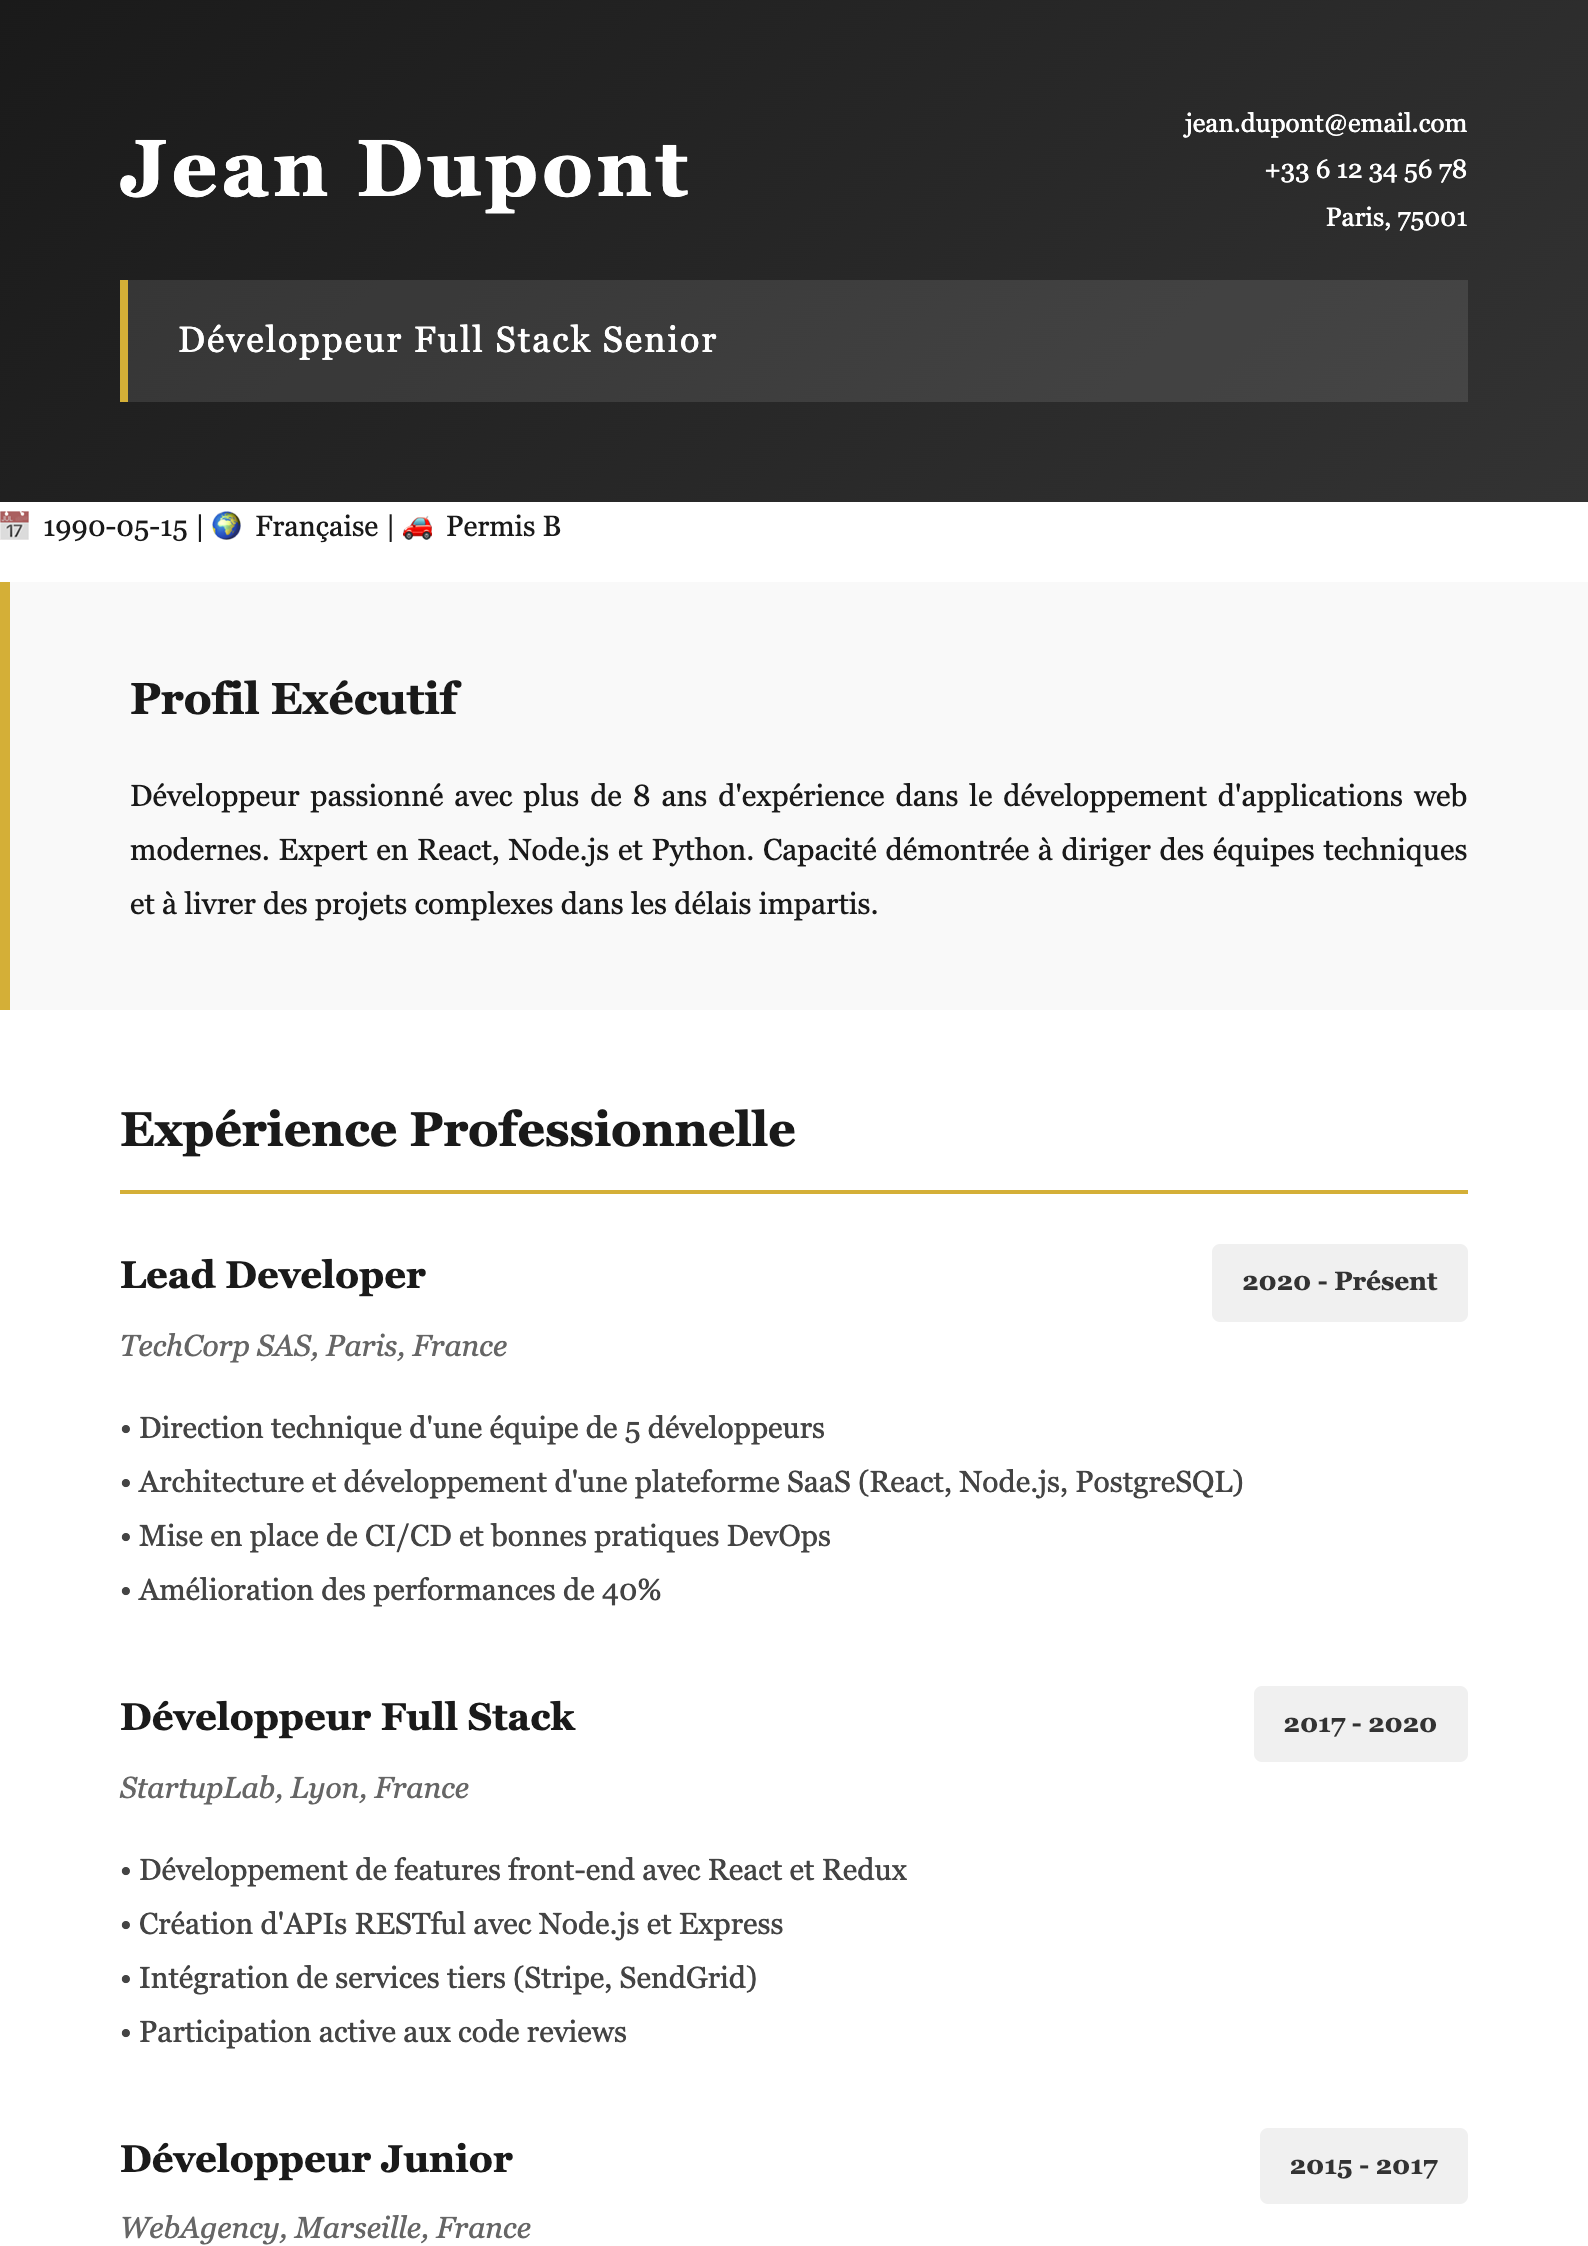 Jean Dupont
jean.dupont@email.com
+33 6 12 34 56 78
Paris, 75001
Développeur Full Stack Senior
📅 1990-05-15 | 🌍 Française | 🚗 Permis B
Profil Exécutif
Développeur passionné avec plus de 8 ans d'expérience dans le développement d'applications web
modernes. Expert en React, Node.js et Python. Capacité démontrée à diriger des équipes techniques
et à livrer des projets complexes dans les délais impartis.
Expérience Professionnelle
Lead Developer
2020 - Présent
TechCorp SAS, Paris, France
• Direction technique d'une équipe de 5 développeurs
• Architecture et développement d'une plateforme SaaS (React, Node.js, PostgreSQL)
• Mise en place de CI/CD et bonnes pratiques DevOps
• Amélioration des performances de 40%
Développeur Full Stack
2017 - 2020
StartupLab, Lyon, France
• Développement de features front-end avec React et Redux
• Création d'APIs RESTful avec Node.js et Express
• Intégration de services tiers (Stripe, SendGrid)
• Participation active aux code reviews
Développeur Junior
2015 - 2017
WebAgency, Marseille, France